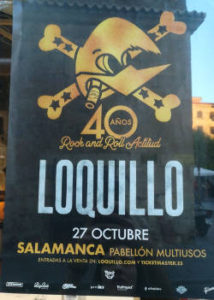 40
AÑOS
Rock and Roll Actitud
LOQUILLO
27 OCTUBRE
SALAMANCA PABELLÓN MULTIUSOS
ENTRADAS A LA VENTA EN: LOQUILLO.COM Y TICKETMASTER.ES